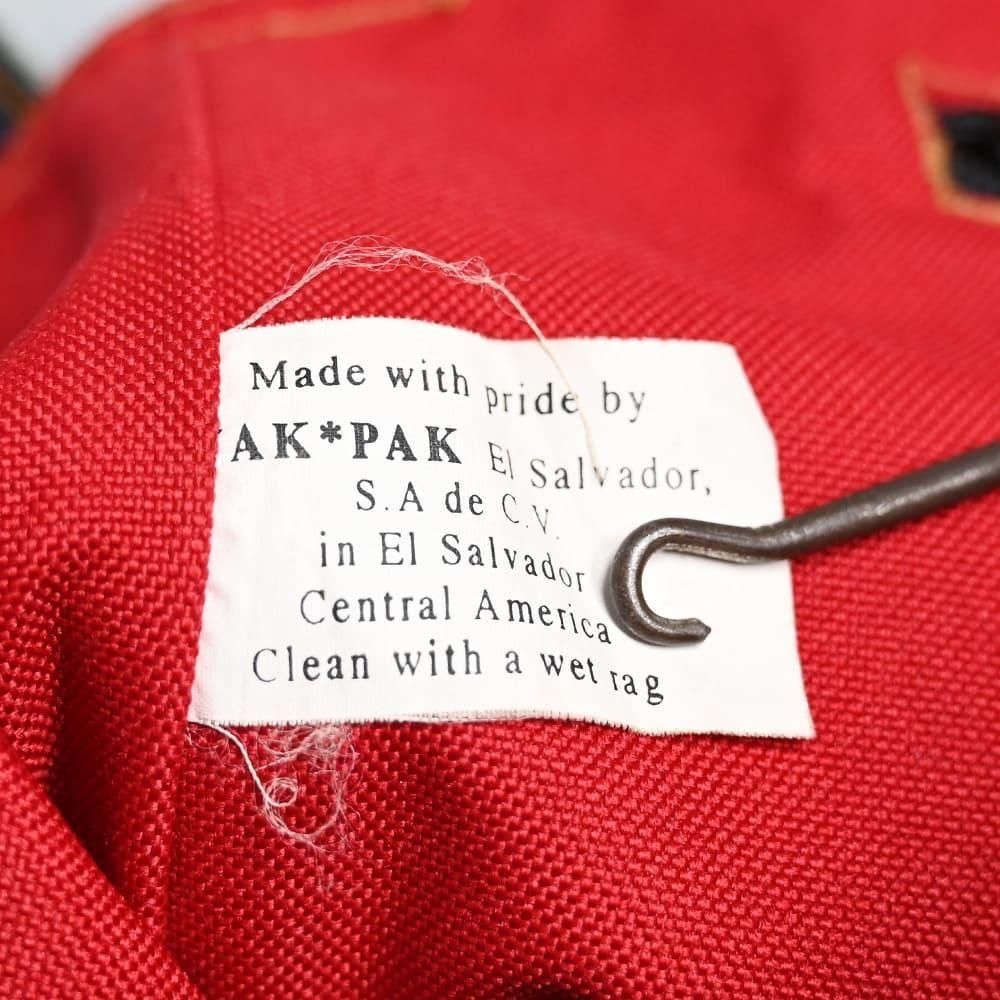 Made with pride by
AK*PAK El Salvador,
S.A de C.V.
in El Salvador
Central America
Clean with a wet rag